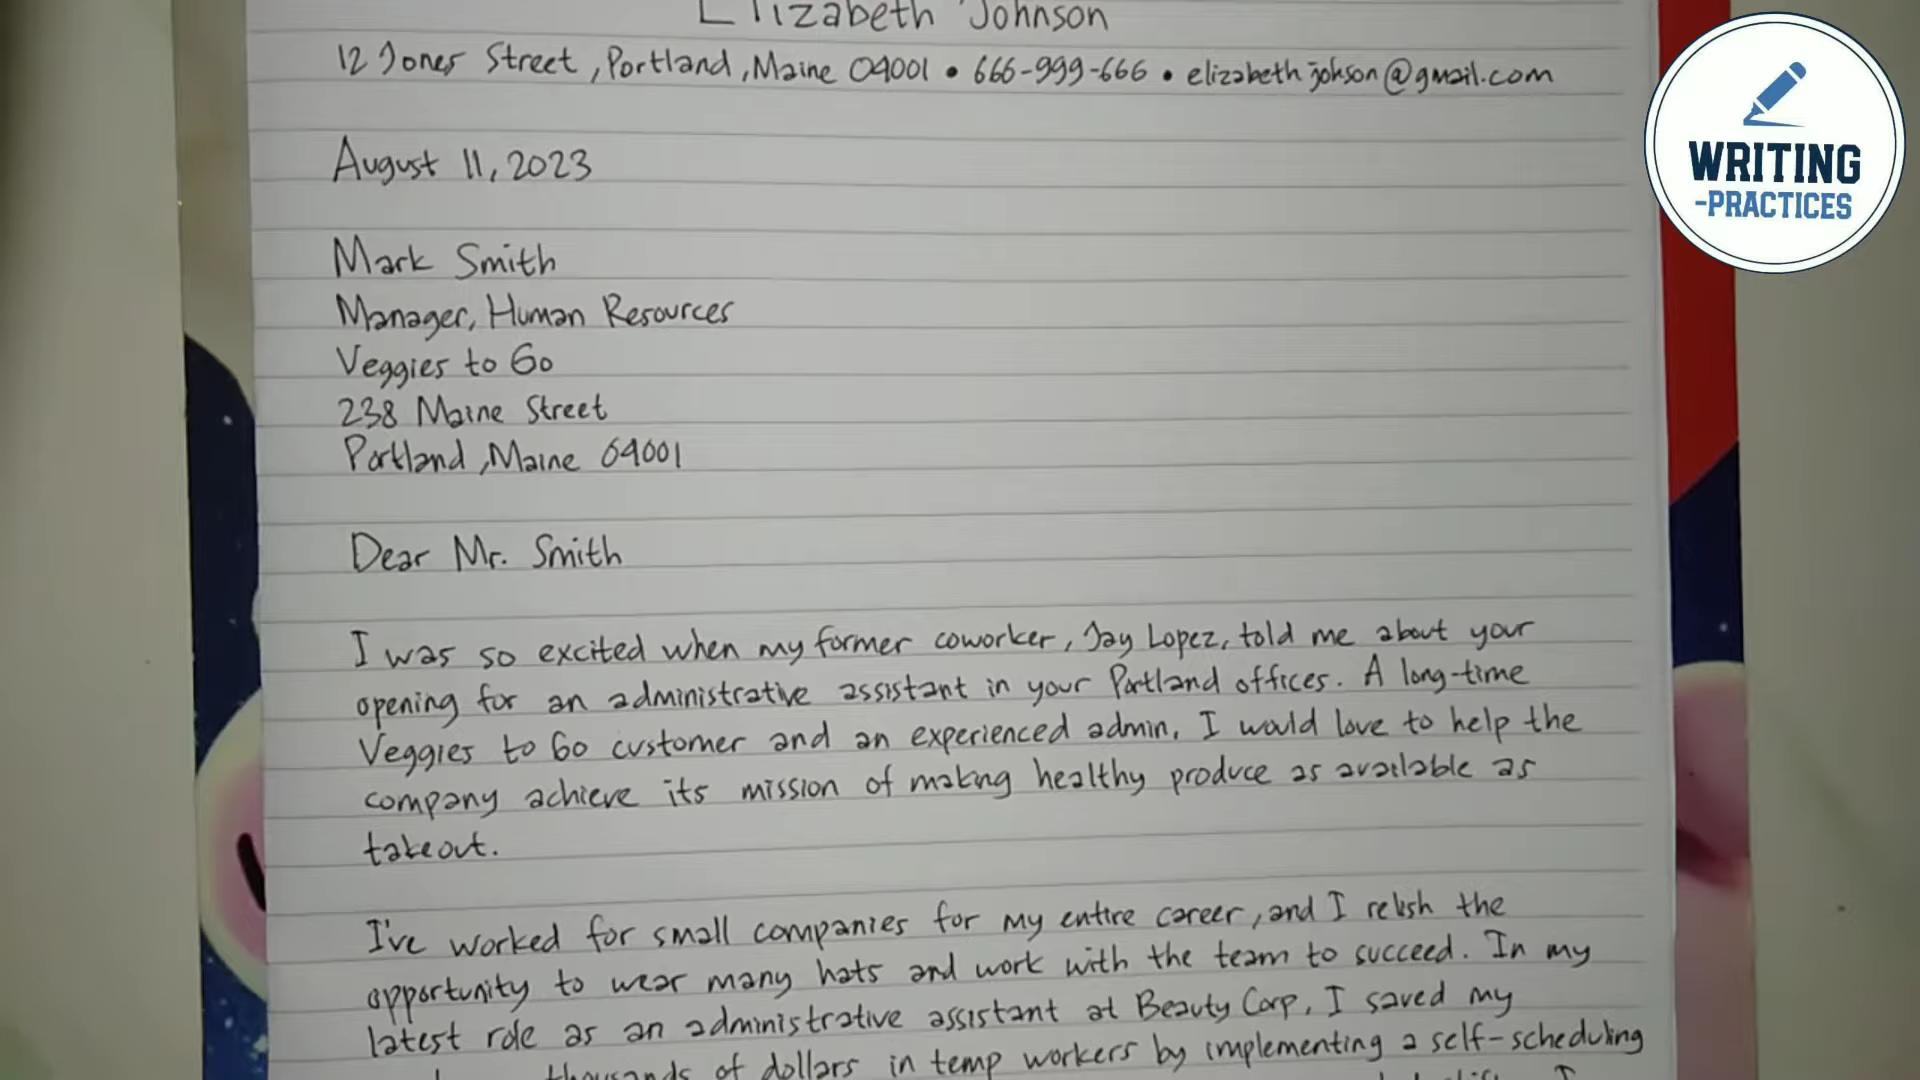 Elizabeth Johnson
12 Jones Street, Portland, Maine 04001 • 666-999-666 • elizabethjohson@gmail.com
August 11, 2023
Mark Smith
Manager, Human Resources
Veggies to Go
238 Maine Street
Portland, Maine 04001
Dear Mr. Smith
I was so excited when my former coworker, Jay Lopez, told me about your
opening for an administrative assistant in your Portland offices. A long-time
Veggies to Go customer and an experienced admin, I would love to help the
company achieve its mission of making healthy produce as available as
takeout.
I've worked for small companies for my entire career, and I relish the
opportunity to wear many hats and work with the team to succeed. In my
latest role as an administrative assistant at Beauty Corp, I saved my
thousands of dollars in temp workers by implementing a self-scheduling
WRITING
-PRACTICES